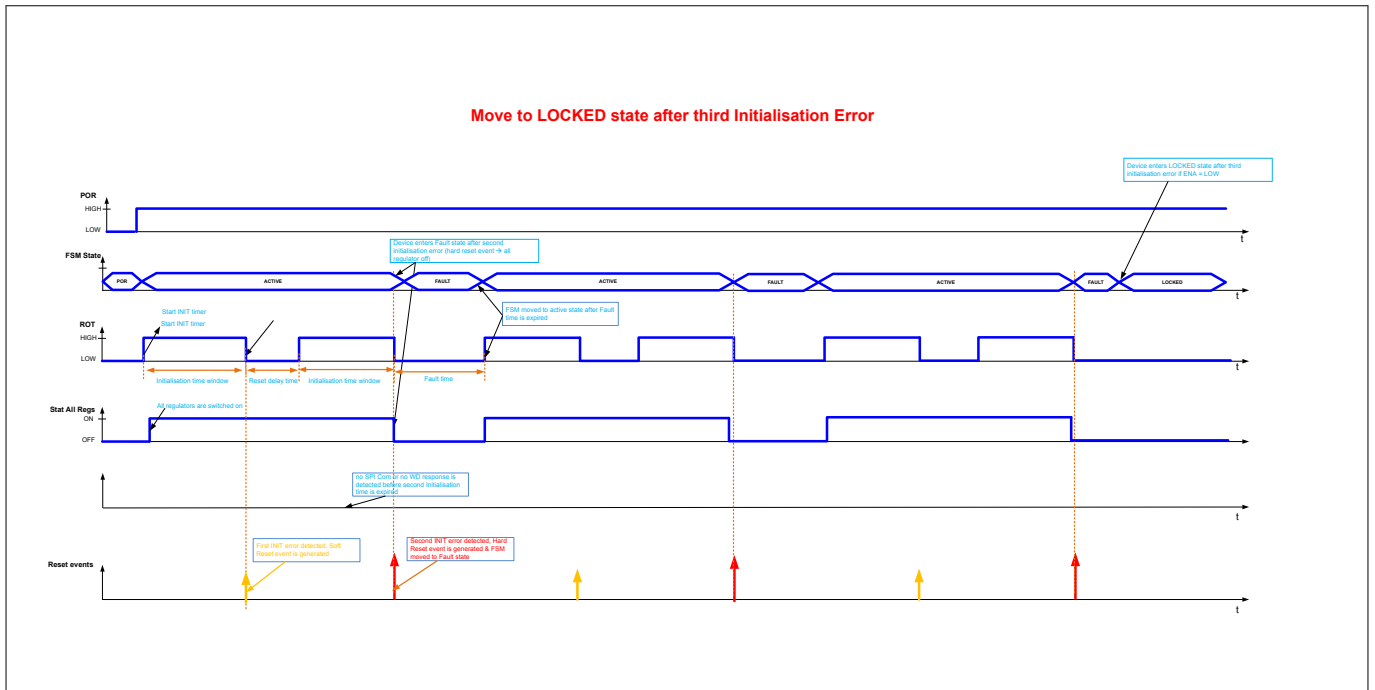 Move to LOCKED state after third Initialisation Error
Device enters LOCKED state after third
initialisation error if ENA = LOW
POR
HIGH
LOW
t
Device enters Fault state after second
initialisation error (hard reset event → all
regulator off)
FSM State
POR
ACTIVE
FAULT
ACTIVE
FAULT
ACTIVE
FAULT
LOCKED
t
FSM moved to active state after Fault
time is expired
Start INIT timer
Start INIT timer
ROT
HIGH
LOW
t
Initialisation time window
Reset delay time
Initialisation time window
Fault time
All regulators are switched on
Stat All Regs
ON
OFF
t
no SPI Com or no WD response is
detected before second Initialisation
time is expired
t
First INIT error detected, Soft
Reset event is generated
Second INIT error detected, Hard
Reset event is generated & FSM
moved to Fault state
Reset events
t